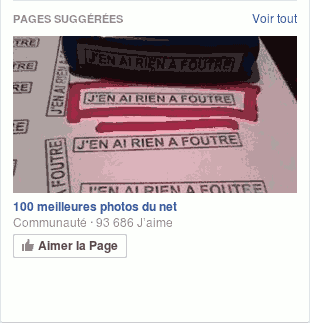 PAGES SUGGÉRÉES Voir tout
J'EN AI RIEN A FOUTRE
J'EN AI RIEN A FOUTRE
J'EN AI RIEN A FOUTRE
J'EN AI RIEN A FOUTRE
100 meilleures photos du net
Communauté · 93 686 J'aime
Aimer la Page